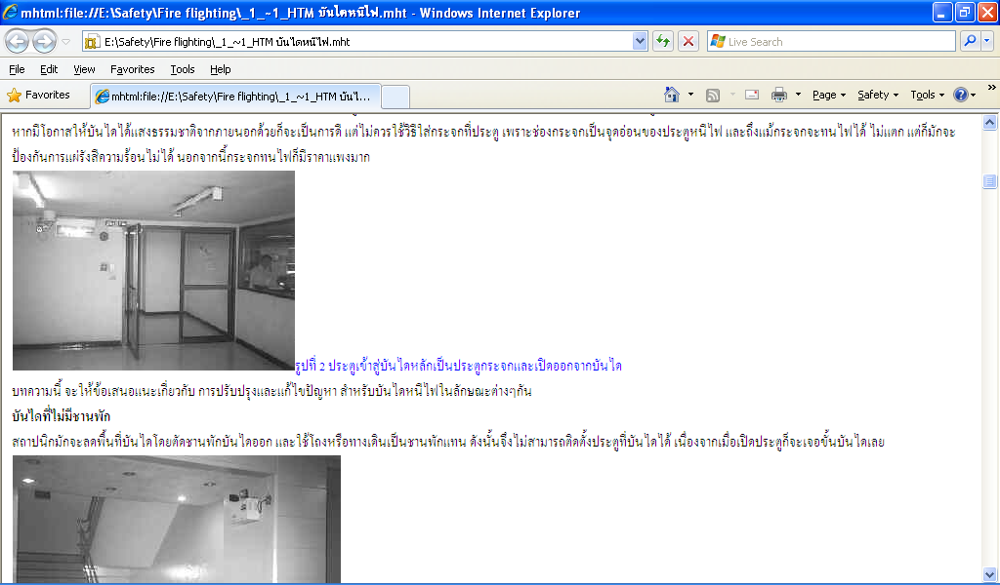 mhtml:file://E:\Safety\Fire flighting\_1_~1_HTM บันไดหนีไฟ.mht - Windows Internet Explorer
E:\Safety\Fire flighting\_1_~1_HTM บันไดหนีไฟ.mht
Live Search
File Edit View Favorites Tools Help
Favorites
mhtml:file://E:\Safety\Fire flighting\_1_~1_HTM บันไ...
Page Safety Tools
หากมีโอกาสให้บันไดได้แสงธรรมชาติจากภายนอกด้วยก็จะเป็นการดี แต่ไม่ควรใช้วิธีใส่กระจกที่ประตู เพราะช่องกระจกเป็นจุดอ่อนของประตูหนีไฟ และถึงแม้กระจกจะทนไฟได้ ไม่แตก แต่ก็มักจะ
ป้องกันการแผ่รังสีความร้อนไม่ได้ นอกจากนี้กระจกทนไฟก็มีราคาแพงมาก
รูปที่ 2 ประตูเข้าสู่บันไดหลักเป็นประตูกระจกและเปิดออกจากบันได
บทความนี้ จะให้ข้อเสนอแนะเกี่ยวกับ การปรับปรุงและแก้ไขปัญหา สำหรับบันไดหนีไฟในลักษณะต่างๆกัน
บันไดที่ไม่มีชานพัก
สถาปนิกมักจะลดพื้นที่บันไดโดยตัดชานพักบันไดออก และใช้โถงหรือทางเดินเป็นชานพักแทน ดังนั้นจึงไม่สามารถติดตั้งประตูที่บันไดได้ เนื่องจากเมื่อเปิดประตูก็จะเจอขั้นบันไดเลย